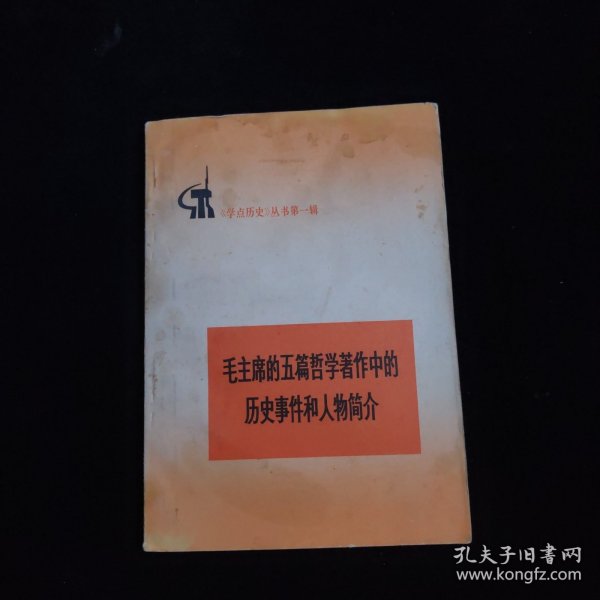 《学点历史》丛书第一辑
毛主席的五篇哲学著作中的
历史事件和人物简介
孔夫子旧书网
www.kongfz.com